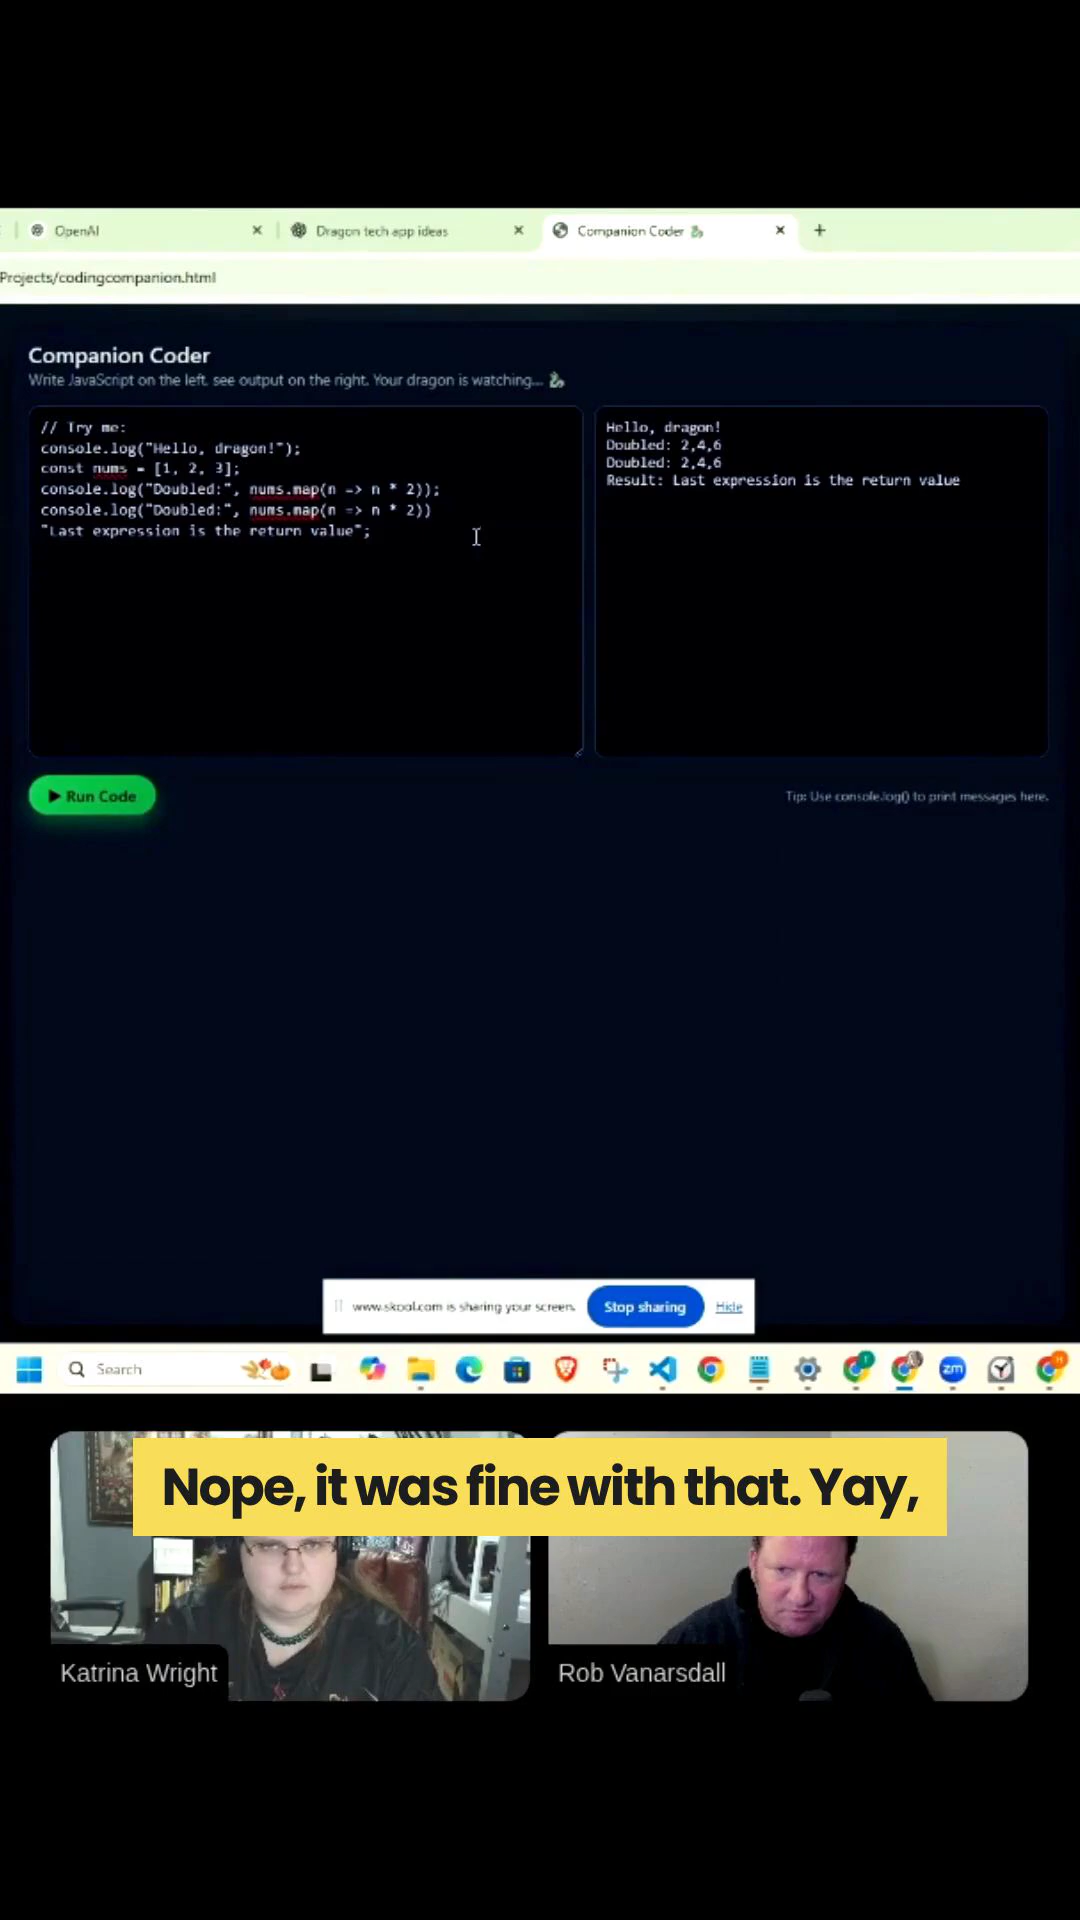 OpenAI
Dragon tech app ideas
Companion Coder
Projects/codingcompanion.html
Companion Coder
Write JavaScript on the left. see output on the right. Your dragon is watching...
// Try me:
console.log("Hello, dragon!");
const nums = [1, 2, 3];
console.log("Doubled:", nums.map(n => n * 2));
console.log("Doubled:", nums.map(n => n * 2))
"Last expression is the return value";
Hello, dragon!
Doubled: 2,4,6
Doubled: 2,4,6
Result: Last expression is the return value
▶ Run Code
Tip: Use console.log() to print messages here.
www.skool.com is sharing your screen.
Stop sharing
Hide
Search
zm
Nope, it was fine with that. Yay,
Katrina Wright
Rob Vanarsdall